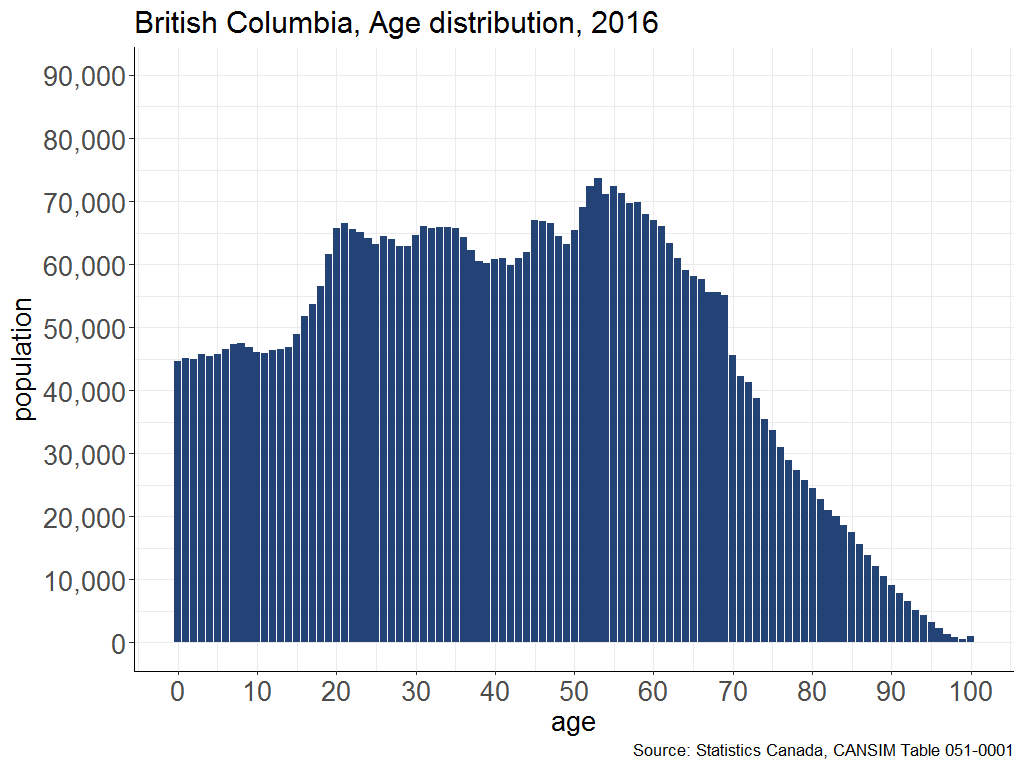 British Columbia, Age distribution, 2016
90,000
80,000
70,000
60,000
50,000
40,000
30,000
20,000
10,000
0
population
0 10 20 30 40 50 60 70 80 90 100
age
Source: Statistics Canada, CANSIM Table 051-0001